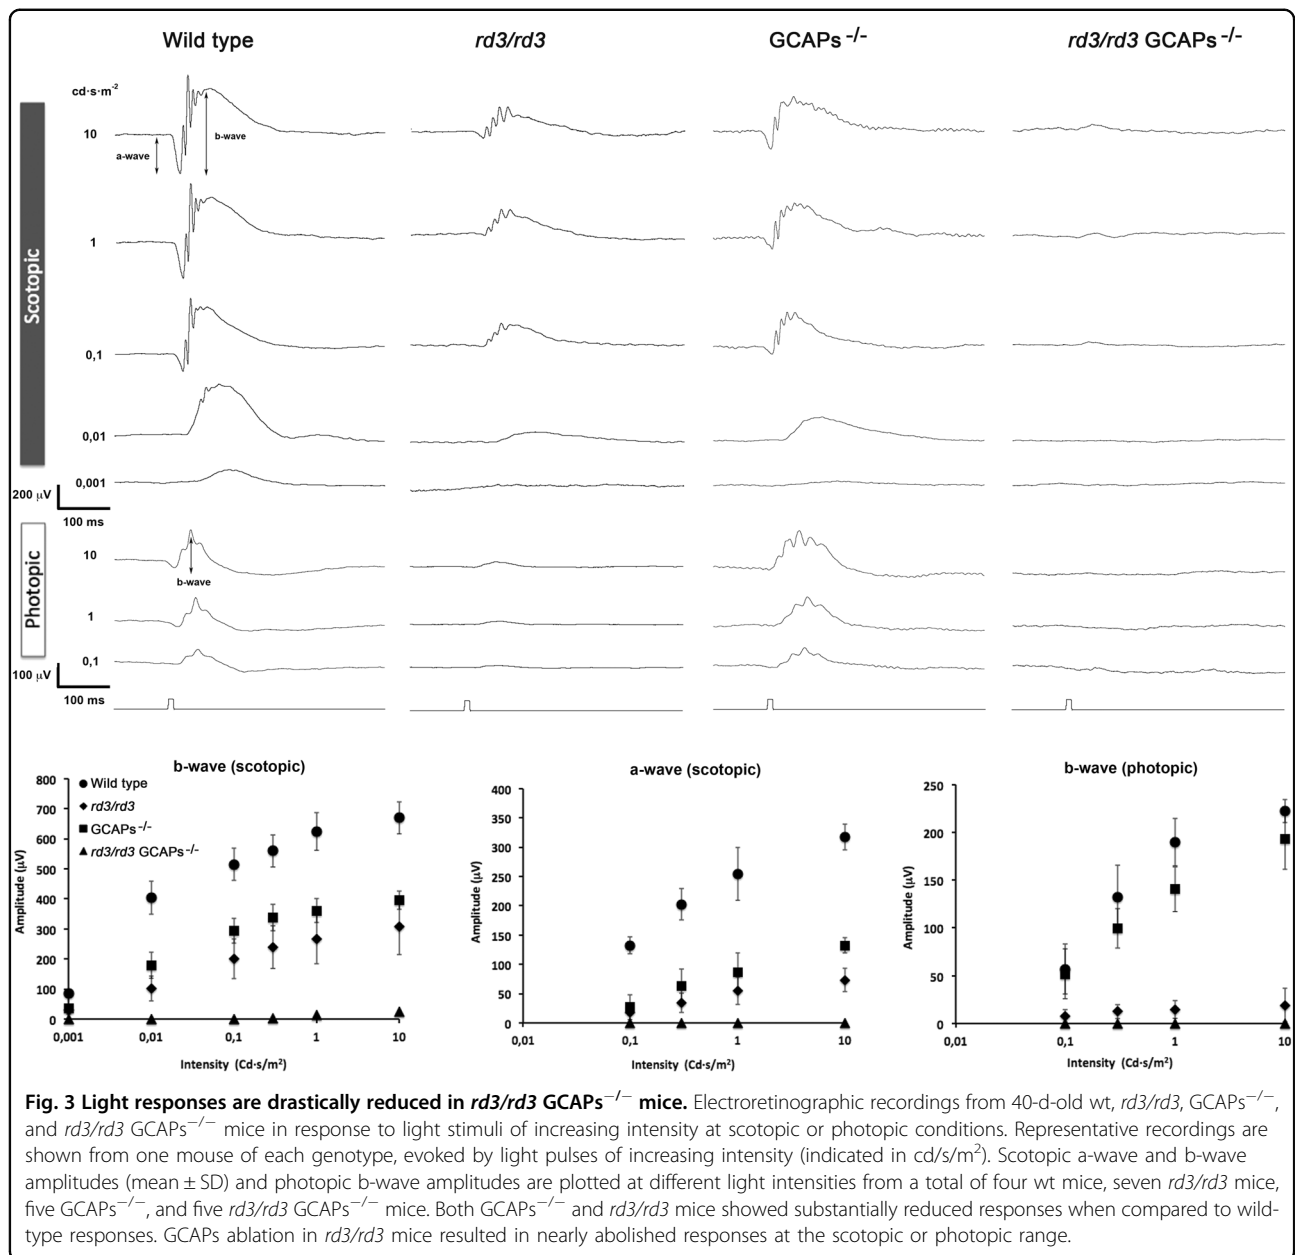 Wild type
rd3/rd3
GCAPs -/-
rd3/rd3 GCAPs -/-
cd·s·m-2
Scotopic
10
a-wave
b-wave
1
0,1
0,01
0,001
200 µV
100 ms
Photopic
10
b-wave
1
0,1
100 µV
100 ms
b-wave (scotopic)
Amplitude (µV)
800
700
600
500
400
300
200
100
0
Wild type
rd3/rd3
GCAPs -/-
rd3/rd3 GCAPs-/-
0,001
0,01
0,1
1
10
Intensity (Cd·s/m²)
a-wave (scotopic)
Amplitude (µV)
400
350
300
250
200
150
100
50
0
0,01
0,1
1
10
Intensity (Cd·s/m²)
b-wave (photopic)
Amplitude (µV)
250
200
150
100
50
0
0,01
0,1
1
10
Intensity (Cd·s/m²)
Fig. 3 Light responses are drastically reduced in rd3/rd3 GCAPs−/− mice. Electroretinographic recordings from 40-d-old wt, rd3/rd3, GCAPs−/−,
and rd3/rd3 GCAPs−/− mice in response to light stimuli of increasing intensity at scotopic or photopic conditions. Representative recordings are
shown from one mouse of each genotype, evoked by light pulses of increasing intensity (indicated in cd/s/m²). Scotopic a-wave and b-wave
amplitudes (mean ± SD) and photopic b-wave amplitudes are plotted at different light intensities from a total of four wt mice, seven rd3/rd3 mice,
five GCAPs−/−, and five rd3/rd3 GCAPs−/− mice. Both GCAPs−/− and rd3/rd3 mice showed substantially reduced responses when compared to wild-
type responses. GCAPs ablation in rd3/rd3 mice resulted in nearly abolished responses at the scotopic or photopic range.